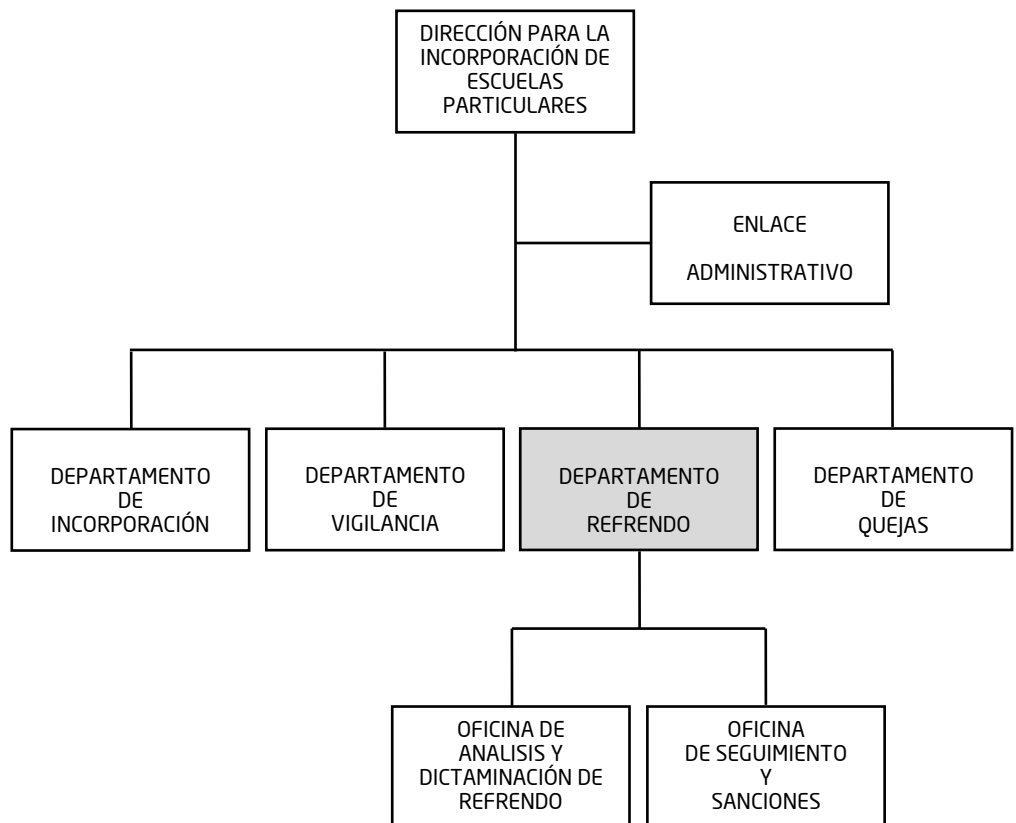 DIRECCIÓN PARA LA
INCORPORACIÓN DE
ESCUELAS
PARTICULARES
ENLACE
ADMINISTRATIVO
DEPARTAMENTO
DE
INCORPORACIÓN
DEPARTAMENTO
DE
VIGILANCIA
DEPARTAMENTO
DE
REFRENDO
DEPARTAMENTO
DE
QUEJAS
OFICINA DE
ANALISIS Y
DICTAMINACIÓN DE
REFRENDO
OFICINA
DE SEGUIMIENTO
Y
SANCIONES